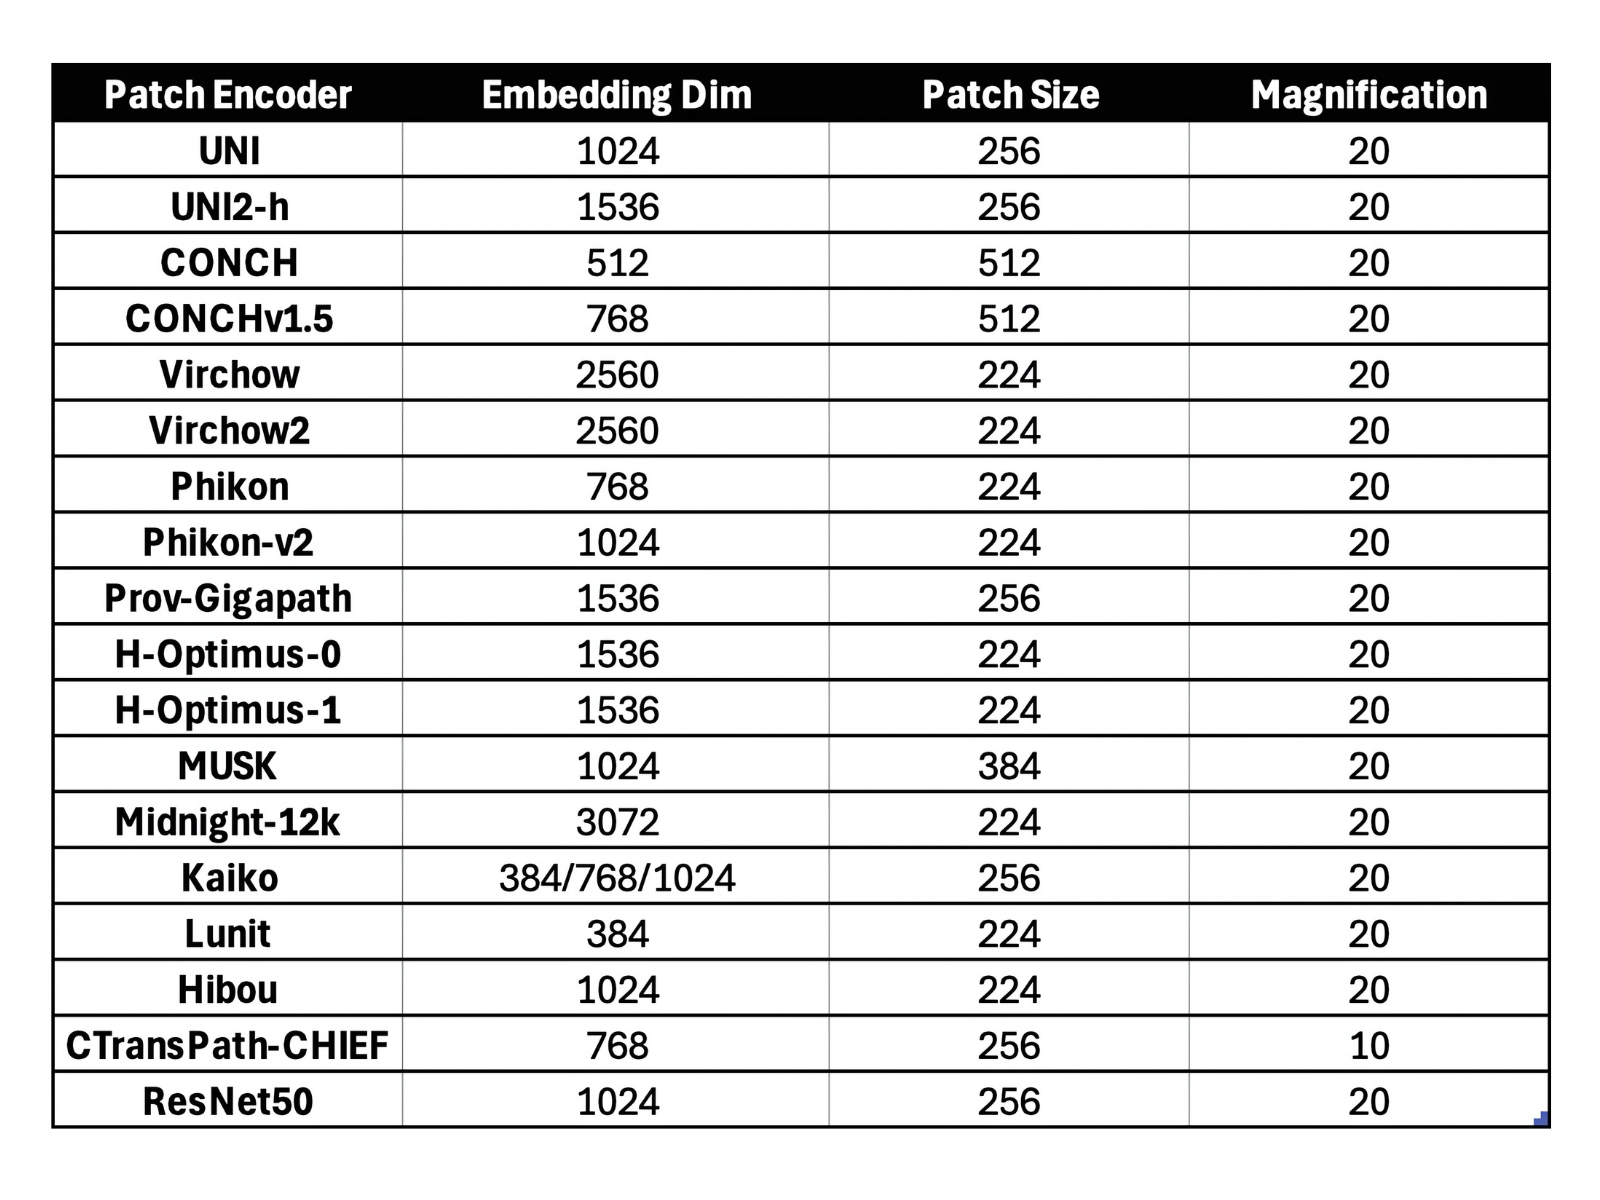 Patch Encoder Embedding Dim Patch Size Magnification
UNI 1024 256 20
UNI2-h 1536 256 20
CONCH 512 512 20
CONCHv1.5 768 512 20
Virchow 2560 224 20
Virchow2 2560 224 20
Phikon 768 224 20
Phikon-v2 1024 224 20
Prov-Gigapath 1536 256 20
H-Optimus-0 1536 224 20
H-Optimus-1 1536 224 20
MUSK 1024 384 20
Midnight-12k 3072 224 20
Kaiko 384/768/1024 256 20
Lunit 384 224 20
Hibou 1024 224 20
CTransPath-CHIEF 768 256 10
ResNet50 1024 256 20